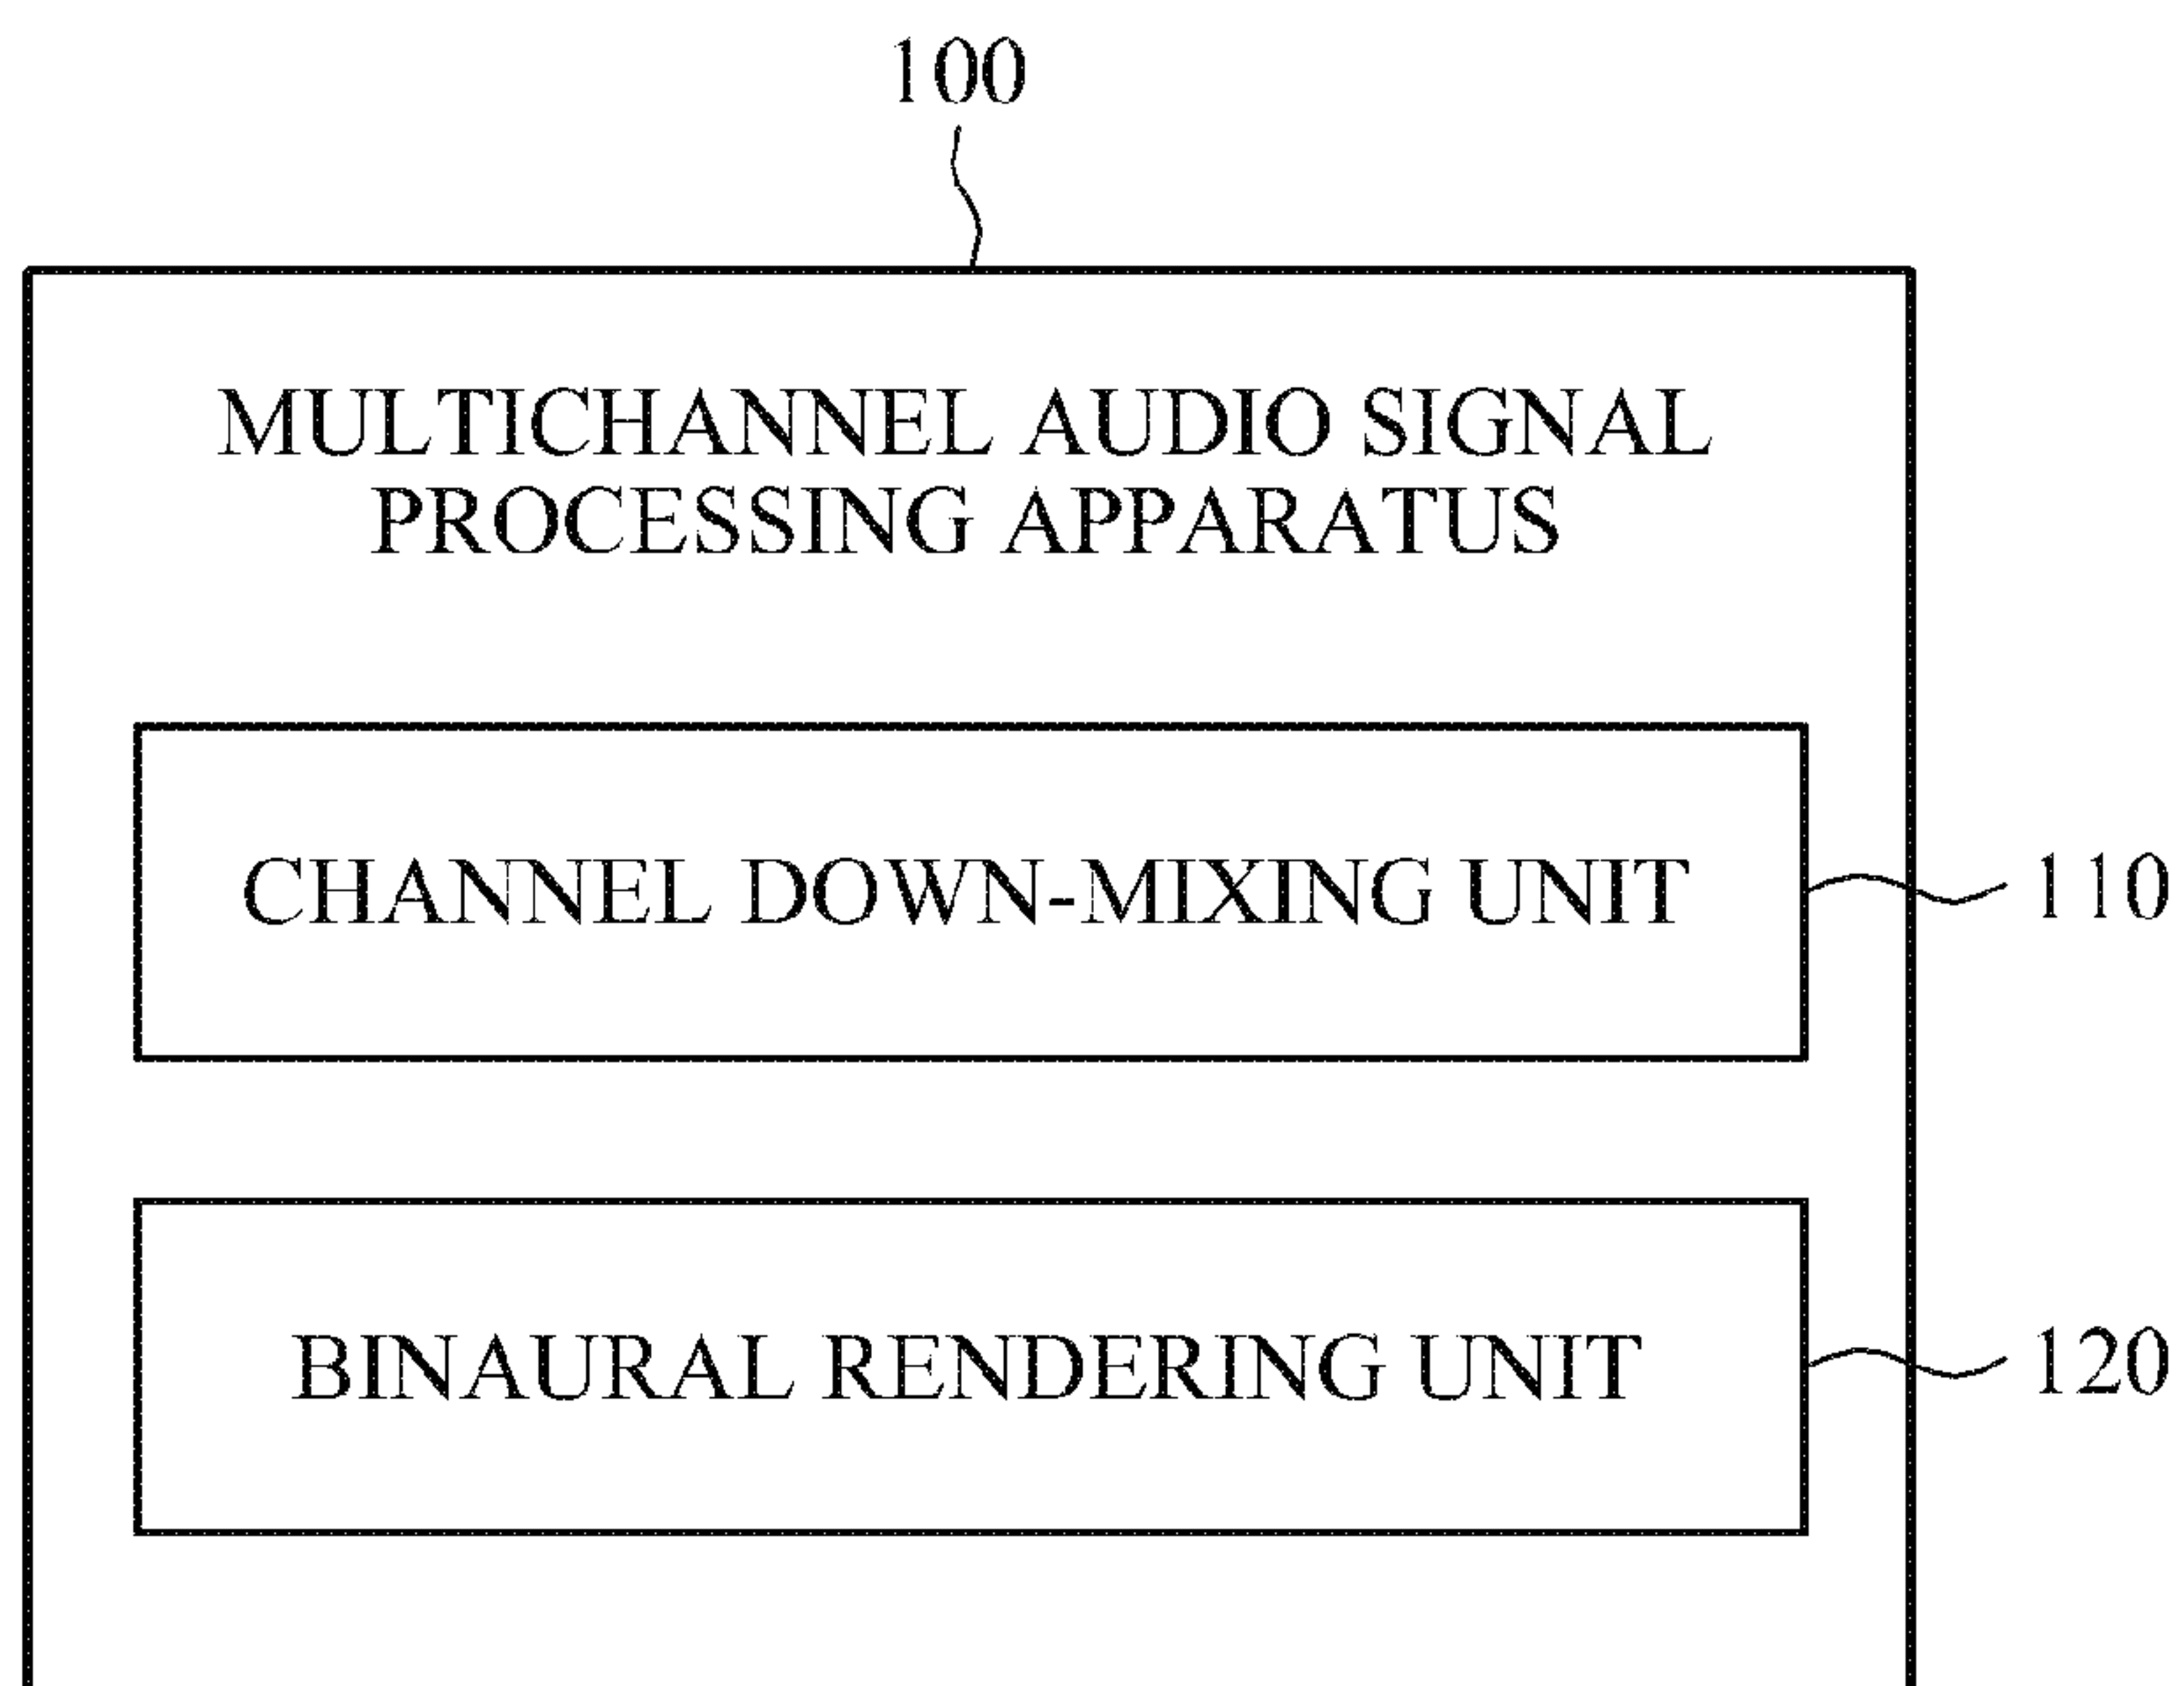 100
MULTICHANNEL AUDIO SIGNAL
PROCESSING APPARATUS
CHANNEL DOWN-MIXING UNIT
110
BINAURAL RENDERING UNIT
120